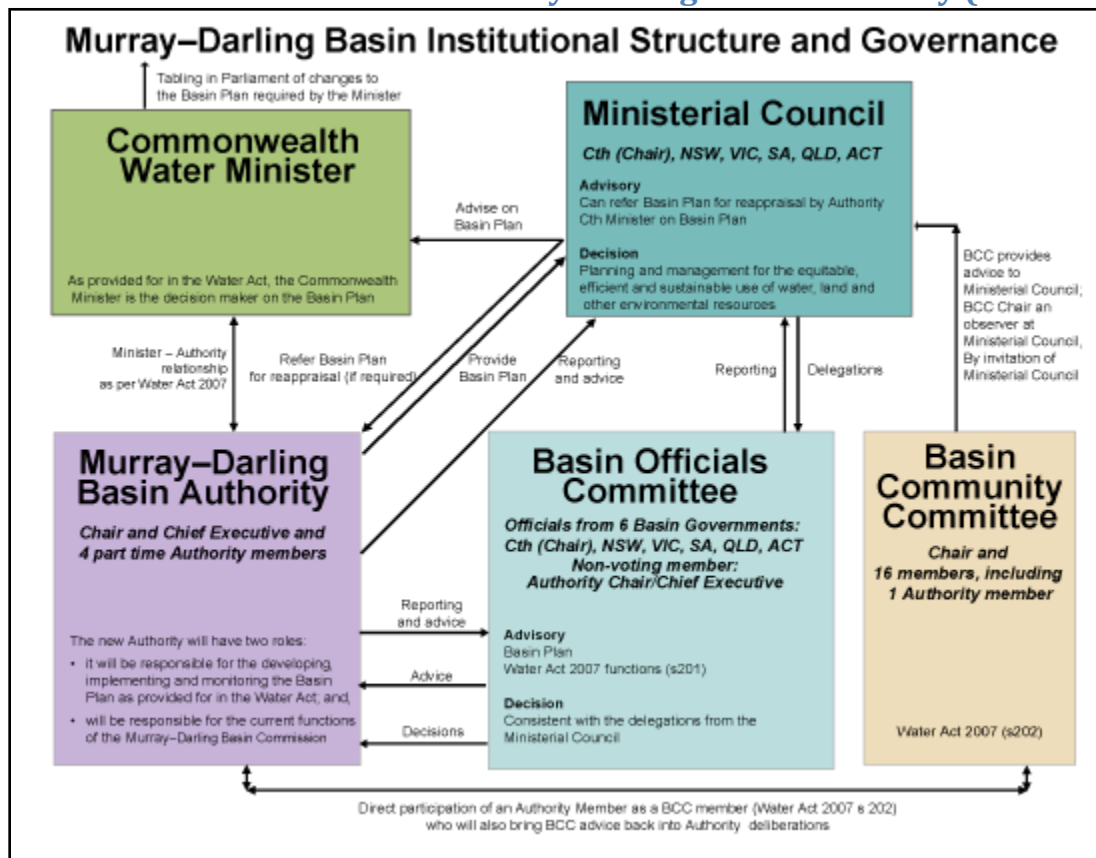 Murray–Darling Basin Institutional Structure and Governance
Tabling in Parliament of changes to
the Basin Plan required by the Minister
Commonwealth
Water Minister
As provided for in the Water Act, the Commonwealth
Minister is the decision maker on the Basin Plan
Advise on
Basin Plan
Ministerial Council
Cth (Chair), NSW, VIC, SA, QLD, ACT
Advisory
Can refer Basin Plan for reappraisal by Authority
Cth Minister on Basin Plan
Decision
Planning and management for the equitable,
efficient and sustainable use of water, land and
other environmental resources
BCC provides
advice to
Ministerial Council;
BCC Chair an
observer at
Ministerial Council,
By invitation of
Ministerial Council
Minister – Authority
relationship
as per Water Act 2007
Refer Basin Plan
for reappraisal (if required)
Provide
Basin Plan
Reporting
and advice
Reporting
Delegations
Murray–Darling
Basin Authority
Chair and Chief Executive and
4 part time Authority members
The new Authority will have two roles:
• it will be responsible for the developing,
implementing and monitoring the Basin
Plan as provided for in the Water Act; and,
• will be responsible for the current functions
of the Murray–Darling Basin Commission
Reporting
and advice
Advice
Decisions
Basin Officials
Committee
Officials from 6 Basin Governments:
Cth (Chair), NSW, VIC, SA, QLD, ACT
Non-voting member:
Authority Chair/Chief Executive
Advisory
Basin Plan
Water Act 2007 functions (s201)
Decision
Consistent with the delegations from the
Ministerial Council
Basin
Community
Committee
Chair and
16 members, including
1 Authority member
Water Act 2007 (s202)
Direct participation of an Authority Member as a BCC member (Water Act 2007 s 202)
who will also bring BCC advice back into Authority deliberations